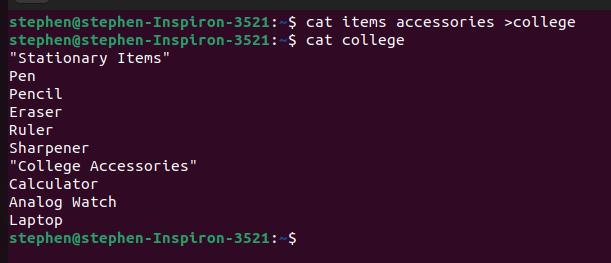 stephen@stephen-Inspiron-3521:~$ cat items accessories >college
stephen@stephen-Inspiron-3521:~$ cat college
"Stationary Items"
Pen
Pencil
Eraser
Ruler
Sharpener
"College Accessories"
Calculator
Analog Watch
Laptop
stephen@stephen-Inspiron-3521:~$